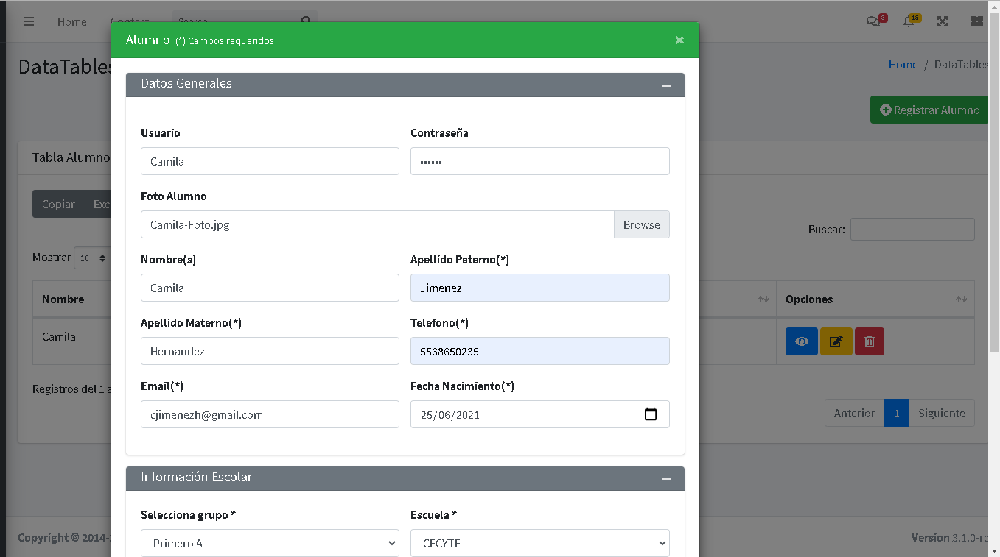 Home Contact Search 3 15
Alumno (*) Campos requeridos ×
DataTables
Home / DataTables
Datos Generales
Registrar Alumno
Usuario Contraseña
Tabla Alumno
Camila ••••••
Foto Alumno
Copiar Exc
Camila-Foto.jpg Browse
Buscar:
Mostrar 10
Nombre(s) Apellido Paterno(*)
Camila Jimenez
Nombre Opciones
Apellido Materno(*) Telefono(*)
Camila
Hernandez 5568650235
Registros del 1 a
Email(*) Fecha Nacimiento(*)
cjimenezh@gmail.com 25/06/2021
Anterior 1 Siguiente
Información Escolar
Selecciona grupo * Escuela *
Primero A CECYTE
Copyright © 2014-
Version 3.1.0-rc